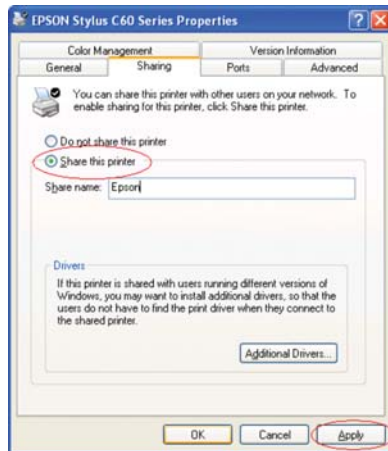 EPSON Stylus C60 Series Properties
Color Management Version Information
General Sharing Ports Advanced
You can share this printer with other users on your network. To
enable sharing for this printer, click Share this printer.
Do not share this printer
Share this printer
Share name: Epson
Drivers
If this printer is shared with users running different versions of
Windows, you may want to install additional drivers, so that the
users do not have to find the print driver when they connect to
the shared printer.
Additional Drivers...
OK Cancel Apply